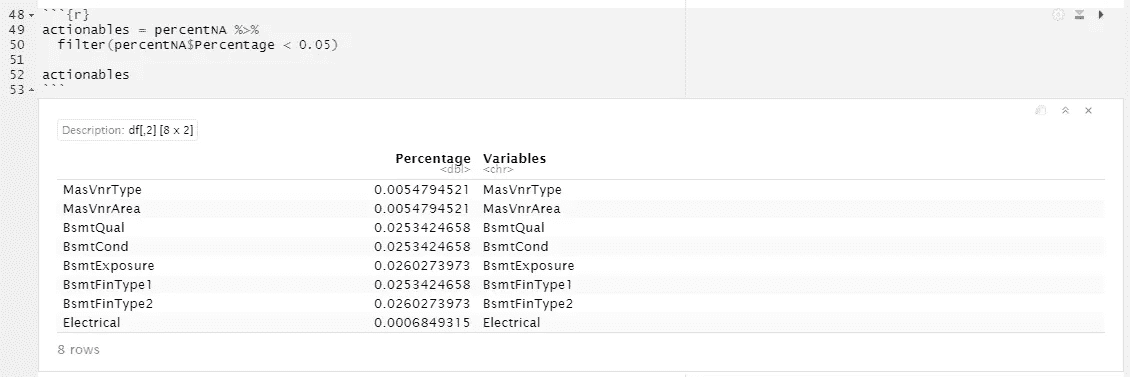 48 ```{r}
49 actionables = percentNA %>%
50 filter(percentNA$Percentage < 0.05)
51
52 actionables
53 ```
Description: df[,2] [8 x 2]
Percentage Variables
<dbl> <chr>
MasVnrType 0.0054794521 MasVnrType
MasVnrArea 0.0054794521 MasVnrArea
BsmtQual 0.0253424658 BsmtQual
BsmtCond 0.0253424658 BsmtCond
BsmtExposure 0.0260273973 BsmtExposure
BsmtFinType1 0.0253424658 BsmtFinType1
BsmtFinType2 0.0260273973 BsmtFinType2
Electrical 0.0006849315 Electrical
8 rows